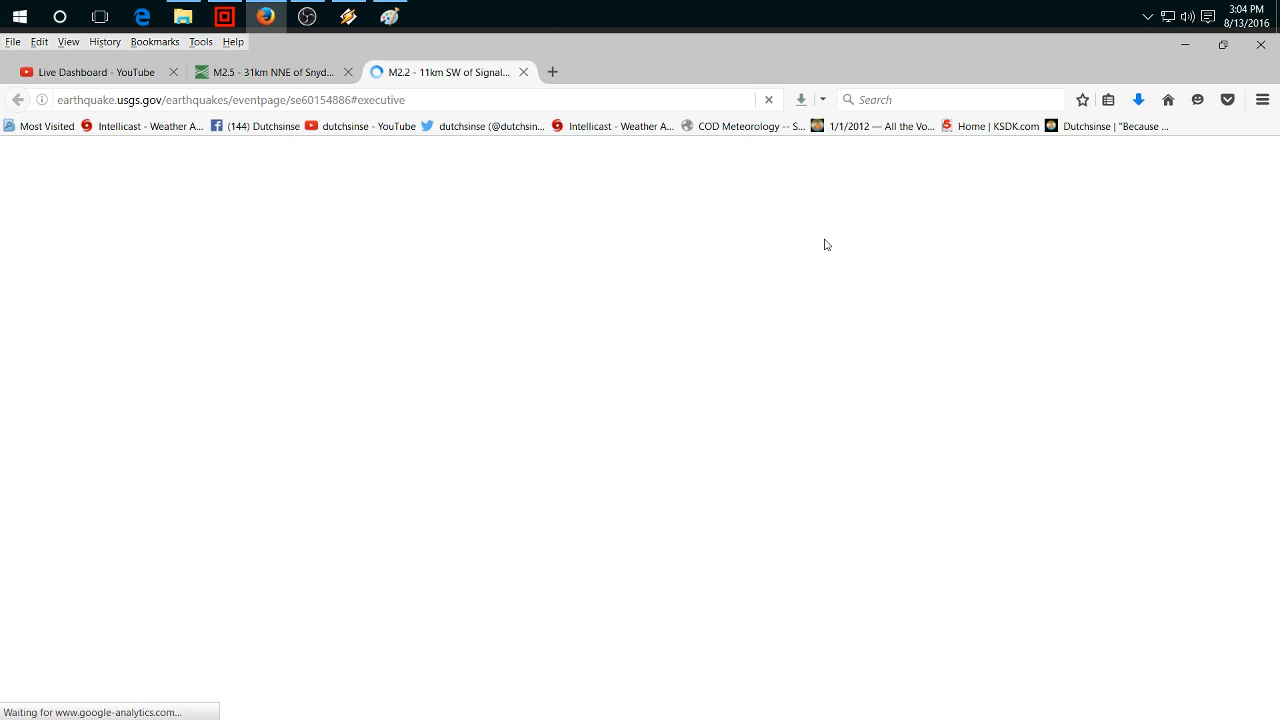 3:04 PM
8/13/2016
File Edit View History Bookmarks Tools Help
Live Dashboard - YouTube M2.5 - 31km NNE of Snyd... M2.2 - 11km SW of Signal...
earthquake.usgs.gov/earthquakes/eventpage/se60154886#executive Search
Most Visited Intellicast - Weather A... (144) Dutchsinse dutchsinse - YouTube dutchsinse (@dutchsin... Intellicast - Weather A... COD Meteorology -- S... 1/1/2012 — All the Vo... Home | KSDK.com Dutchsinse | "Because ...
Waiting for www.google-analytics.com...